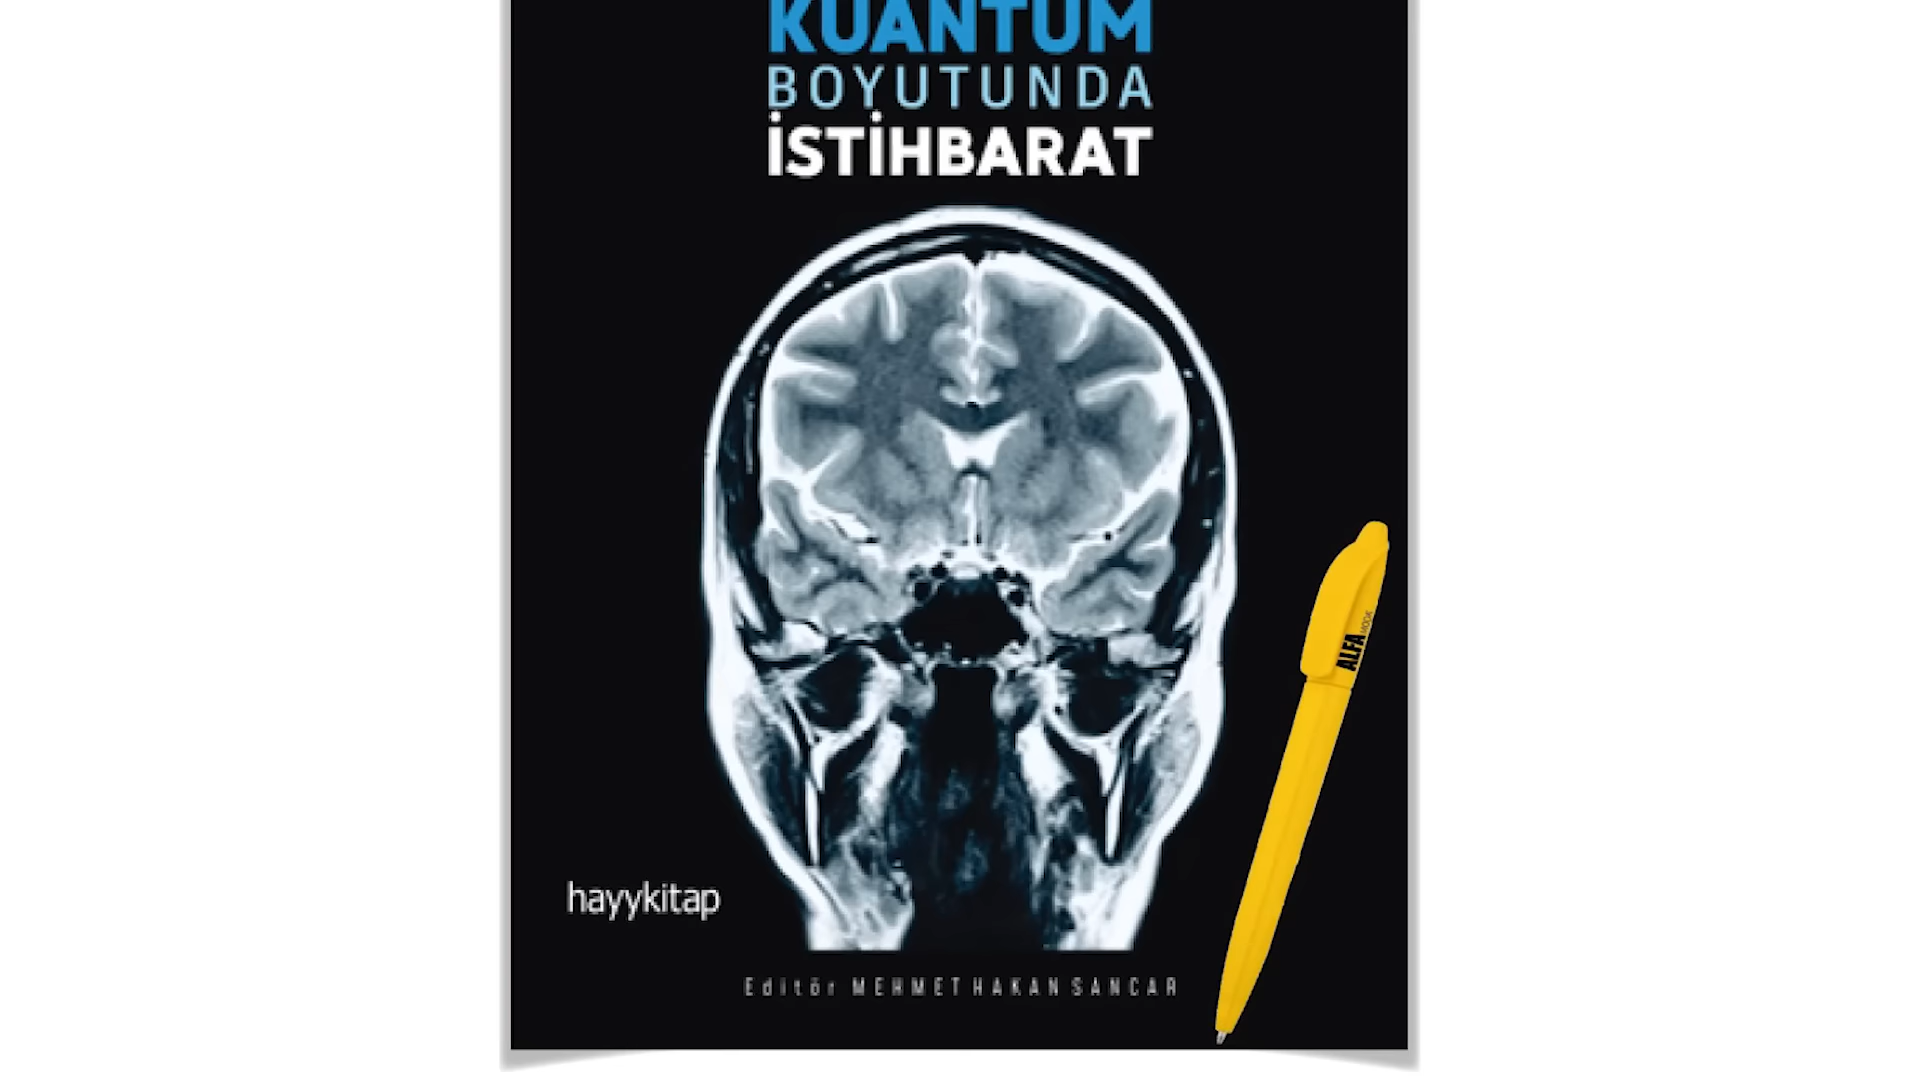 KUANTUM
BOYUTUNDA
İSTİHBARAT
ALFA
hayykitap
Editör MEHMET HAKAN SANCAR